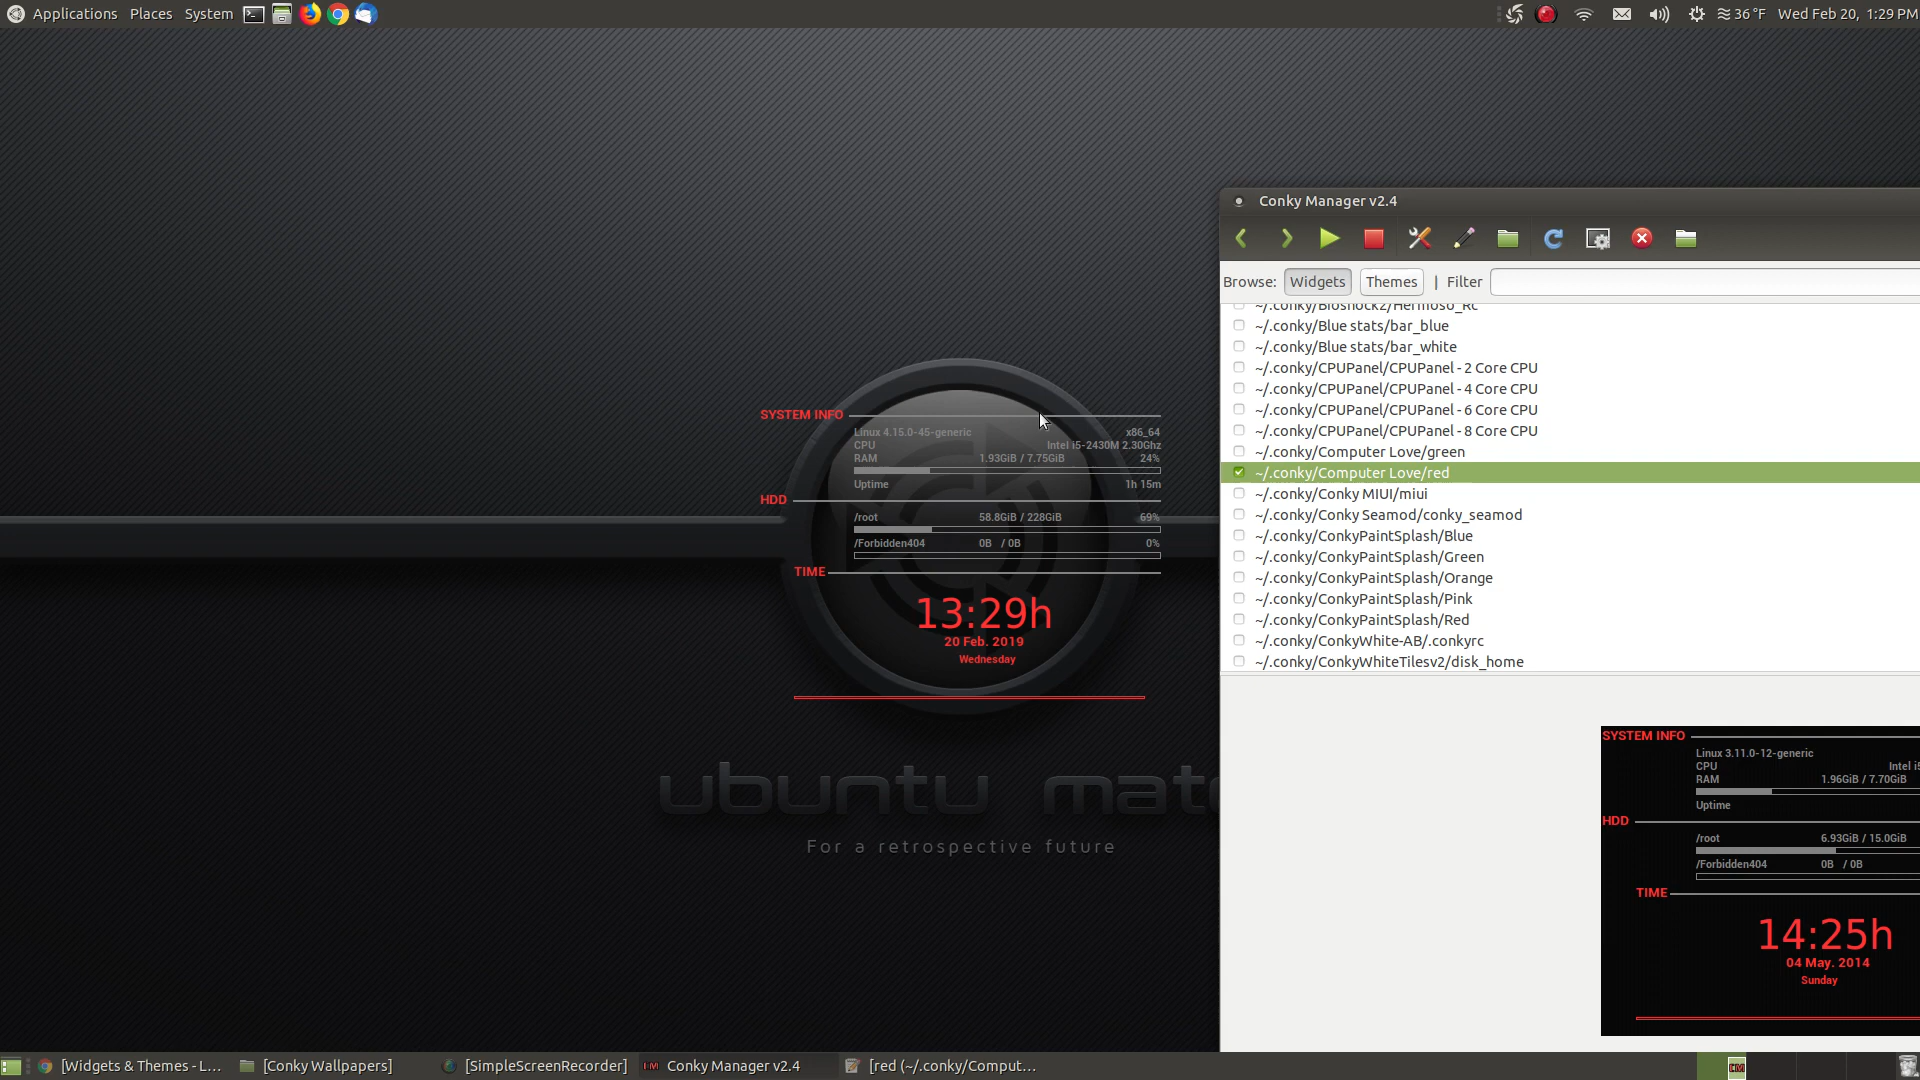 Applications Places System
36 °F Wed Feb 20, 1:29 PM
SYSTEM INFO
Linux 4.15.0-45-generic x86_64
CPU Intel i5-2430M 2.30Ghz
RAM 1.93GiB / 7.75GiB 24%
Uptime 1h 15m
HDD
/root 58.8GiB / 228GiB 69%
/Forbidden404 0B / 0B 0%
TIME
13:29h
20 Feb. 2019
Wednesday
ubuntu mat
For a retrospective future
Conky Manager v2.4
Browse: Widgets Themes | Filter
~/.conky/Bioshock2/Hermoso_Rc
~/.conky/Blue stats/bar_blue
~/.conky/Blue stats/bar_white
~/.conky/CPUPanel/CPUPanel - 2 Core CPU
~/.conky/CPUPanel/CPUPanel - 4 Core CPU
~/.conky/CPUPanel/CPUPanel - 6 Core CPU
~/.conky/CPUPanel/CPUPanel - 8 Core CPU
~/.conky/Computer Love/green
~/.conky/Computer Love/red
~/.conky/Conky MIUI/miui
~/.conky/Conky Seamod/conky_seamod
~/.conky/ConkyPaintSplash/Blue
~/.conky/ConkyPaintSplash/Green
~/.conky/ConkyPaintSplash/Orange
~/.conky/ConkyPaintSplash/Pink
~/.conky/ConkyPaintSplash/Red
~/.conky/ConkyWhite-AB/.conkyrc
~/.conky/ConkyWhiteTilesv2/disk_home
SYSTEM INFO
Linux 3.11.0-12-generic
CPU Intel i5
RAM 1.96GiB / 7.70GiB
Uptime
HDD
/root 6.93GiB / 15.0GiB
/Forbidden404 0B / 0B
TIME
14:25h
04 May. 2014
Sunday
[Widgets & Themes - L... [Conky Wallpapers] [SimpleScreenRecorder] Conky Manager v2.4 [red (~/.conky/Comput...